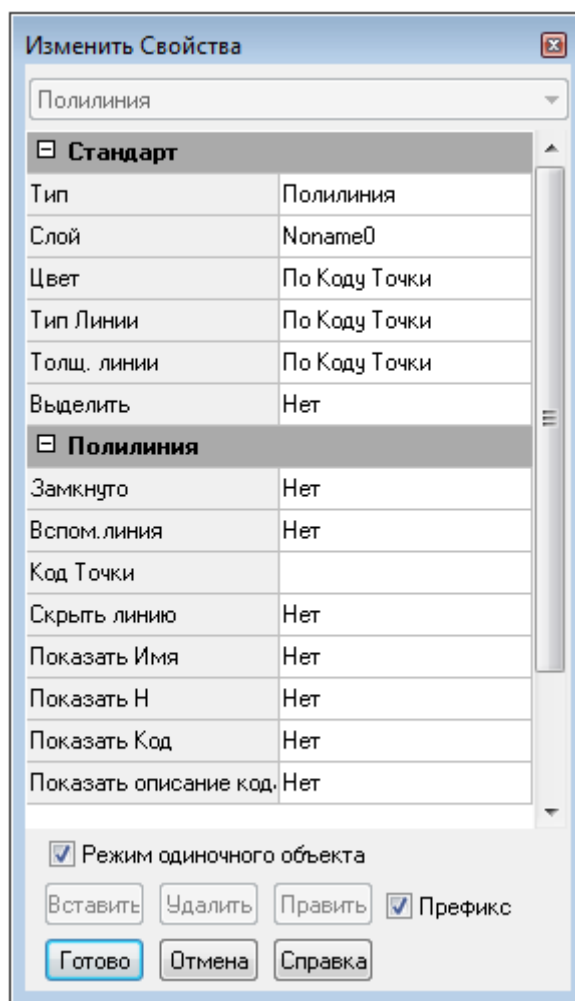 Изменить Свойства
Полилиния
Стандарт
Тип Полилиния
Слой Noname0
Цвет По Коду Точки
Тип Линии По Коду Точки
Толщ. линии По Коду Точки
Выделить Нет
Полилиния
Замкнуто Нет
Вспом.линия Нет
Код Точки
Скрыть линию Нет
Показать Имя Нет
Показать H Нет
Показать Код Нет
Показать описание код Нет
Режим одиночного объекта
Вставить Удалить Править Префикс
Готово Отмена Справка